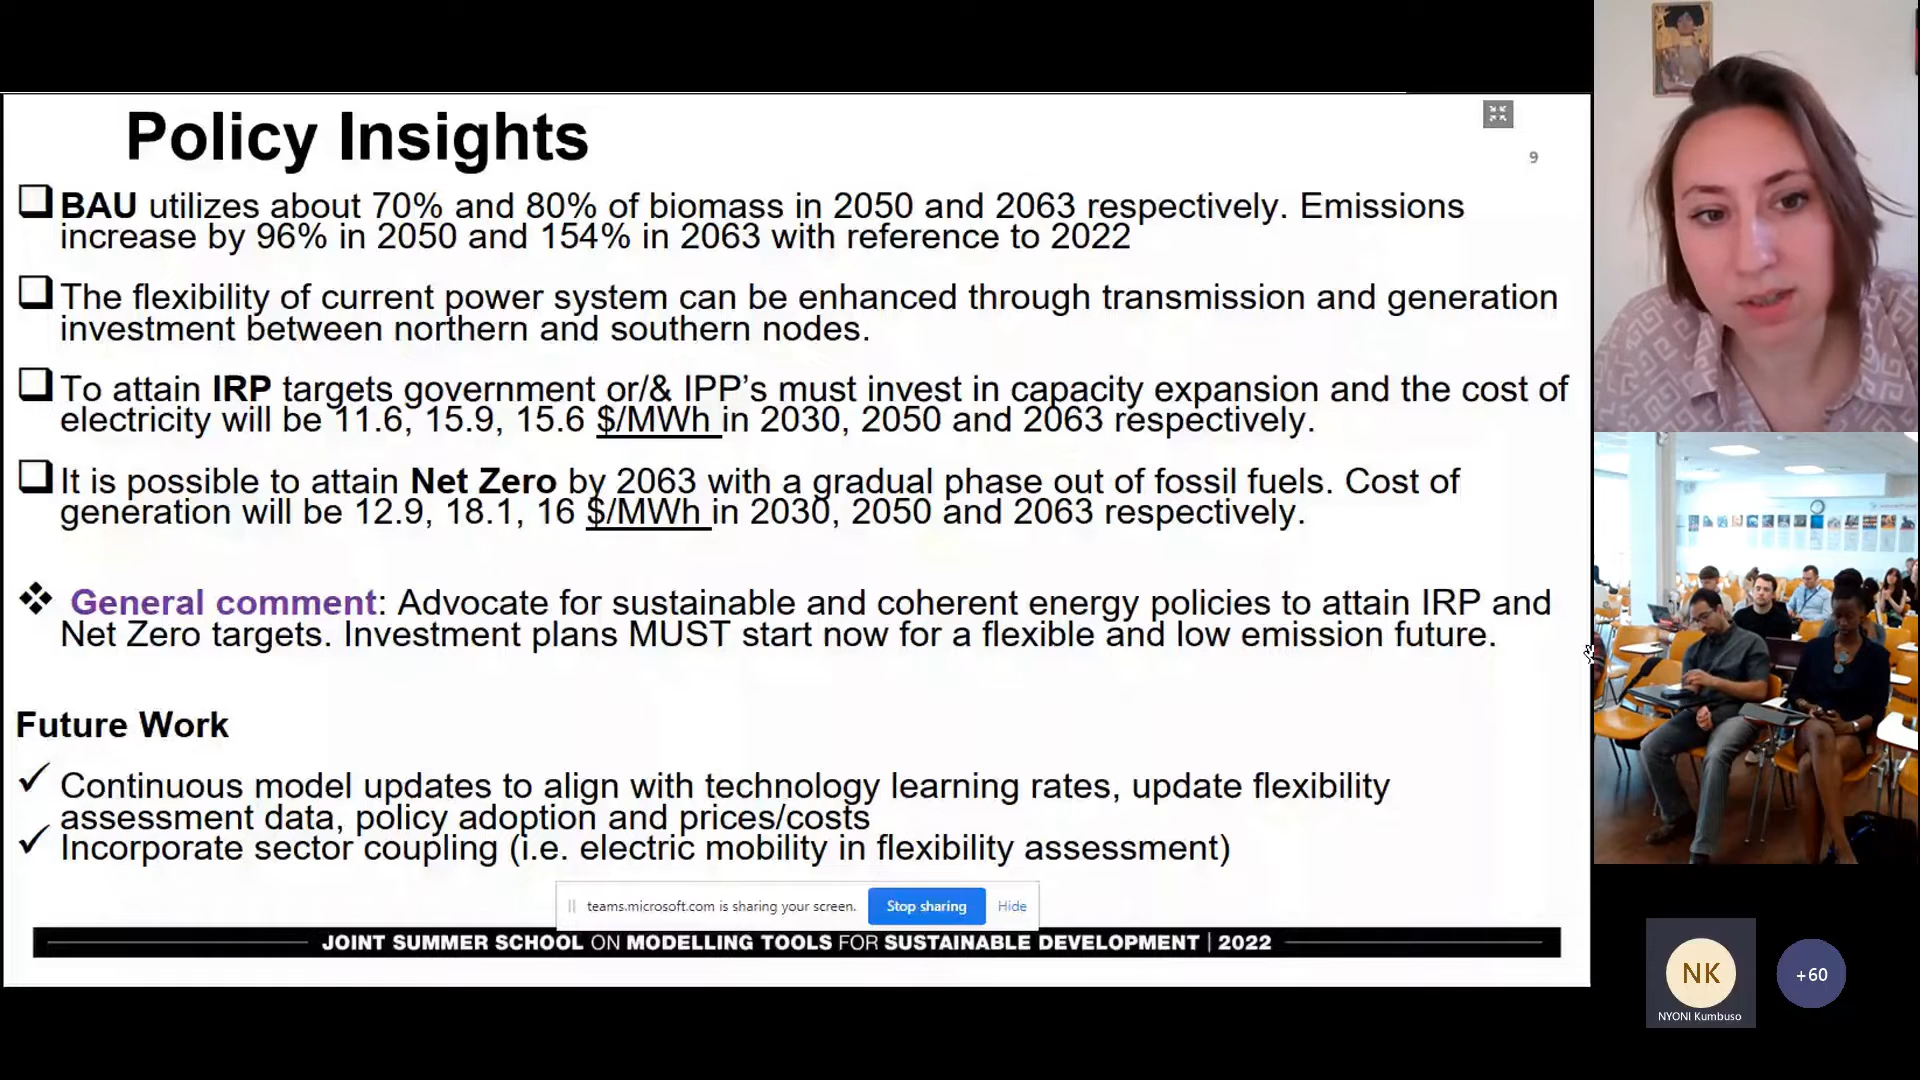 Policy Insights
9
BAU utilizes about 70% and 80% of biomass in 2050 and 2063 respectively. Emissions
increase by 96% in 2050 and 154% in 2063 with reference to 2022
The flexibility of current power system can be enhanced through transmission and generation
investment between northern and southern nodes.
To attain IRP targets government or/& IPP’s must invest in capacity expansion and the cost of
electricity will be 11.6, 15.9, 15.6 $/MWh in 2030, 2050 and 2063 respectively.
It is possible to attain Net Zero by 2063 with a gradual phase out of fossil fuels. Cost of
generation will be 12.9, 18.1, 16 $/MWh in 2030, 2050 and 2063 respectively.
General comment: Advocate for sustainable and coherent energy policies to attain IRP and
Net Zero targets. Investment plans MUST start now for a flexible and low emission future.
Future Work
Continuous model updates to align with technology learning rates, update flexibility
assessment data, policy adoption and prices/costs
Incorporate sector coupling (i.e. electric mobility in flexibility assessment)
teams.microsoft.com is sharing your screen.
Stop sharing
Hide
JOINT SUMMER SCHOOL ON MODELLING TOOLS FOR SUSTAINABLE DEVELOPMENT | 2022
NK
NYONI Kumbuso
+60